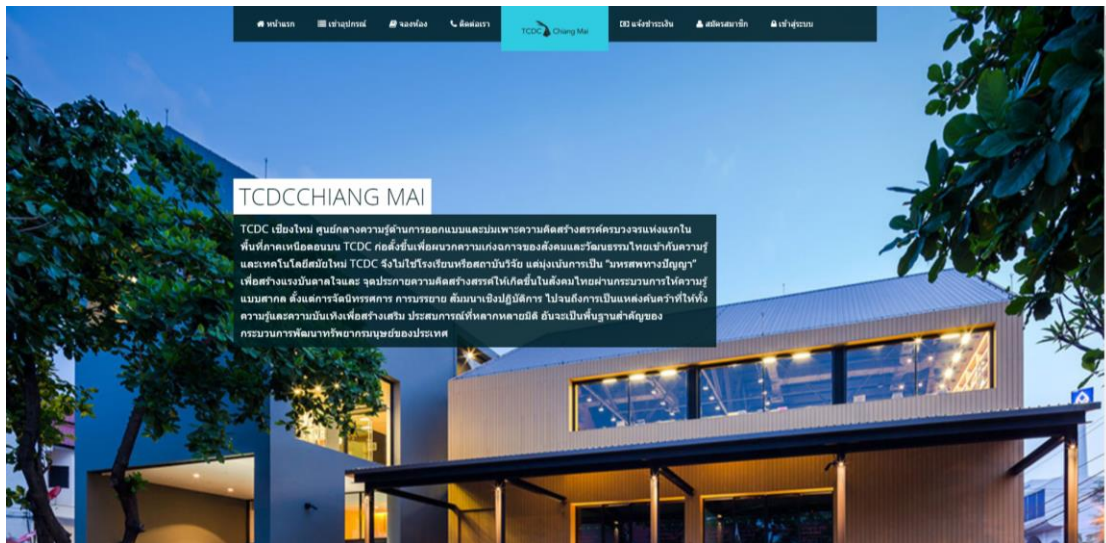 หน้าแรก เช่าอุปกรณ์ จองห้อง ติดต่อเรา TCDC Chiang Mai แจ้งชำระเงิน สมัครสมาชิก เข้าสู่ระบบ
TCDCCHIANG MAI
TCDC เชียงใหม่ ศูนย์กลางความรู้ด้านการออกแบบและบ่มเพาะความคิดสร้างสรรค์ครบวงจรแห่งแรกใน
พื้นที่ภาคเหนือตอนบน TCDC ก่อตั้งขึ้นเพื่อผนวกความเก่งฉกาจของสังคมและวัฒนธรรมไทยเข้ากับความรู้
และเทคโนโลยีสมัยใหม่ TCDC จึงไม่ใช่โรงเรียนหรือสถาบันวิจัย แต่มุ่งเน้นการเป็น "มหรสพทางปัญญา"
เพื่อสร้างแรงบันดาลใจและ จุดประกายความคิดสร้างสรรค์ให้เกิดขึ้นในสังคมไทยผ่านกระบวนการให้ความรู้
แบบสากล ตั้งแต่การจัดนิทรรศการ การบรรยาย สัมมนาเชิงปฏิบัติการ ไปจนถึงการเป็นแหล่งค้นคว้าที่ให้ทั้ง
ความรู้และความบันเทิงเพื่อสร้างเสริม ประสบการณ์ที่หลากหลายมิติ อันจะเป็นพื้นฐานสำคัญของ
กระบวนการพัฒนาทรัพยากรมนุษย์ของประเทศ